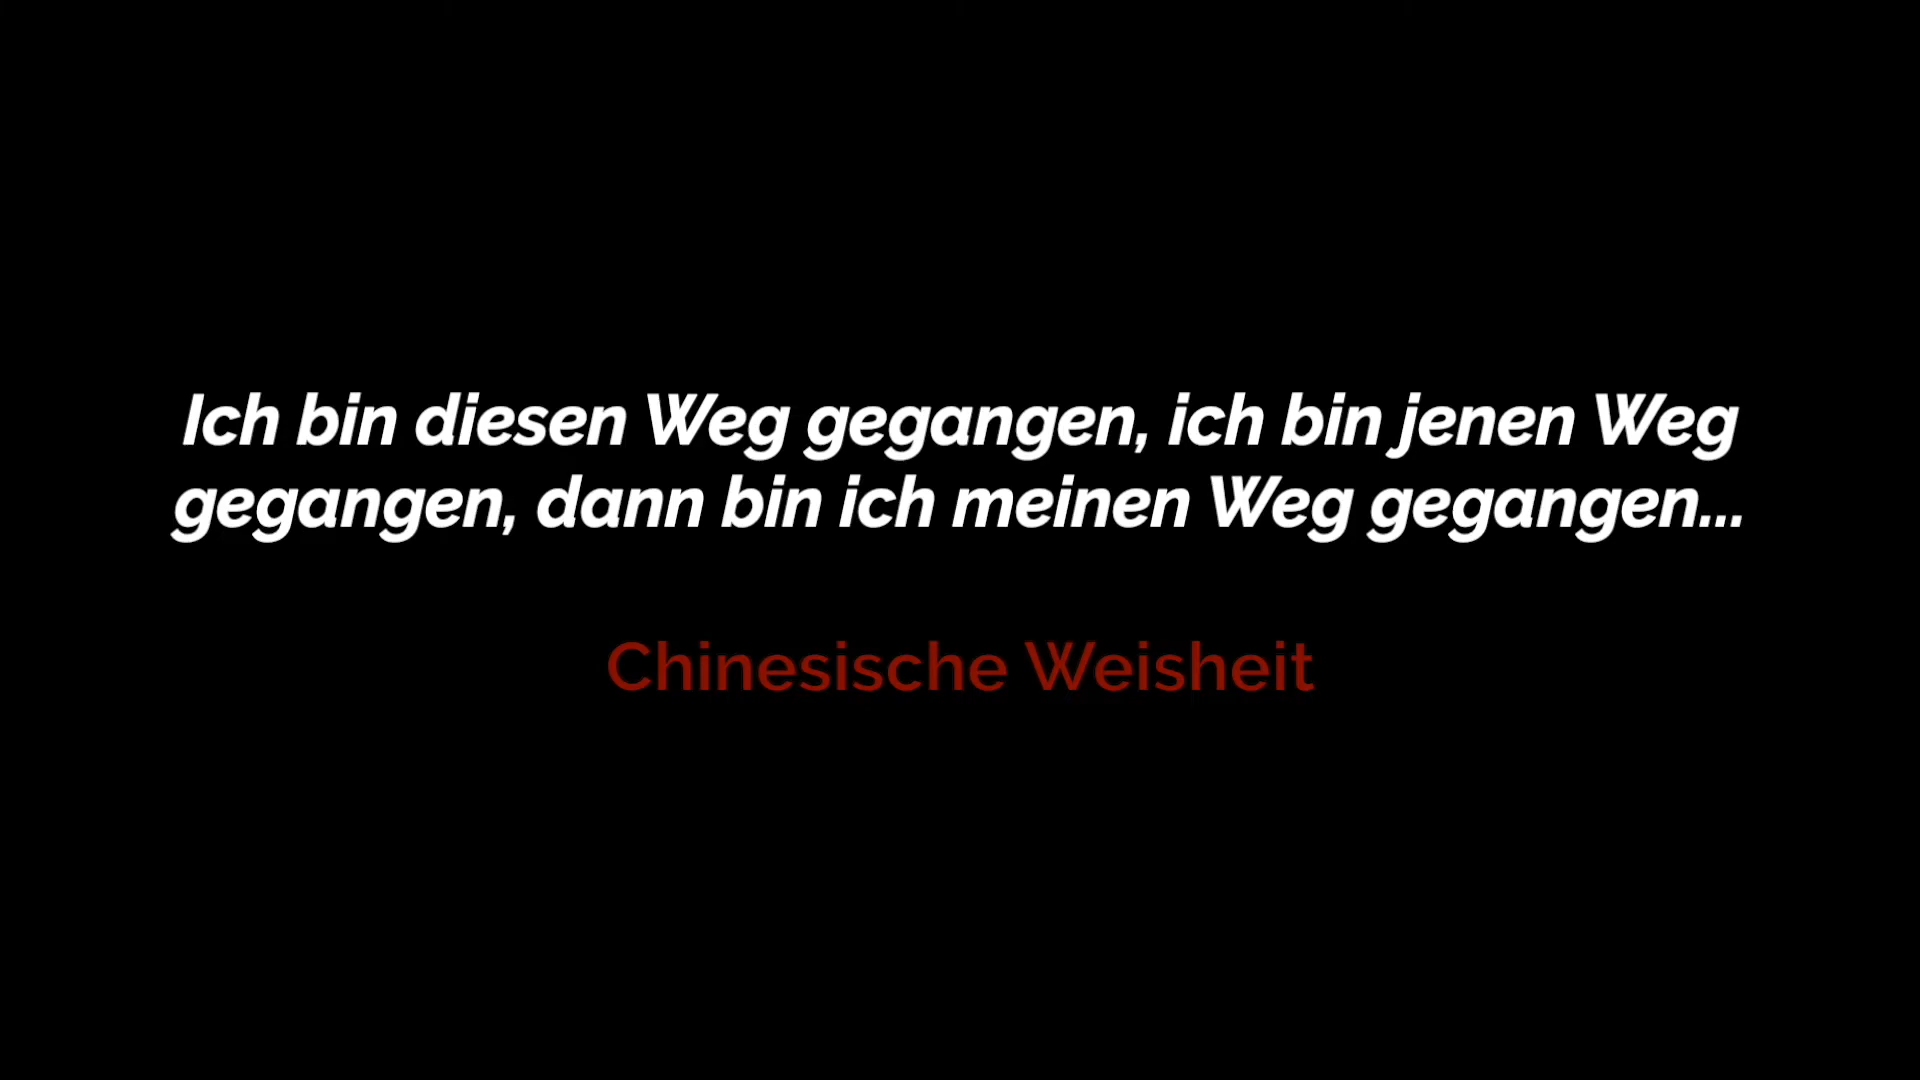 Ich bin diesen Weg gegangen, ich bin jenen Weg
gegangen, dann bin ich meinen Weg gegangen...
Chinesische Weisheit